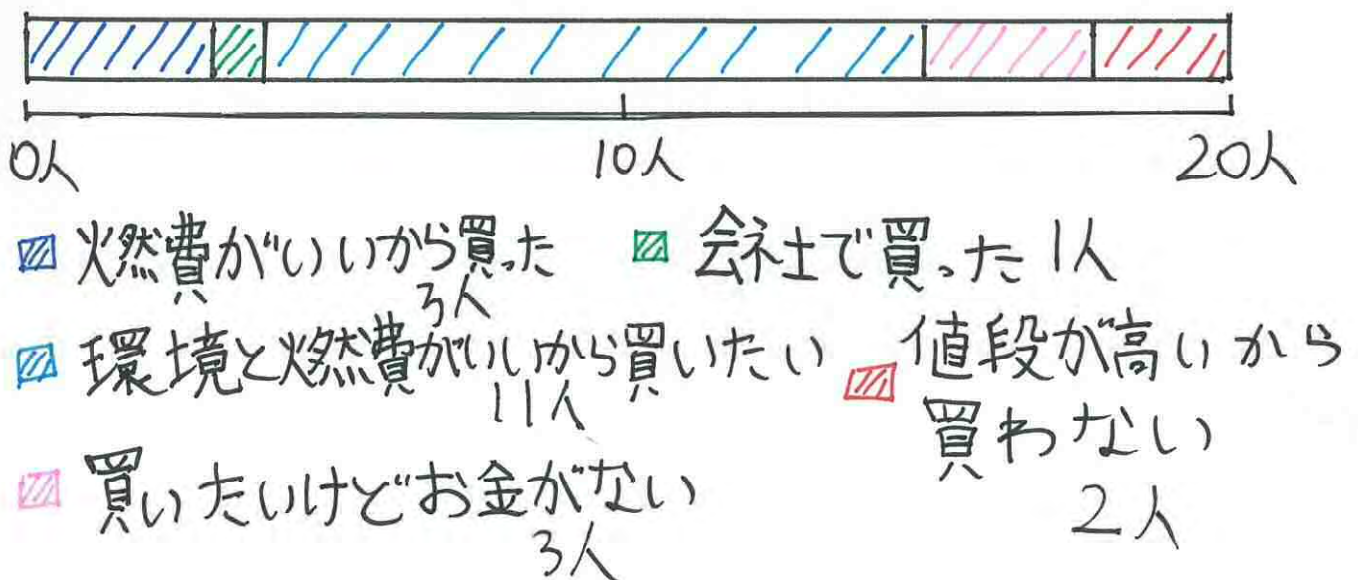 0人 10人 20人
燃費がいいから買った 会社で買った 1人
3人
環境と燃費がいいから買いたい 値段が高いから
11人 買わない
買いたいけどお金がない 2人
3人